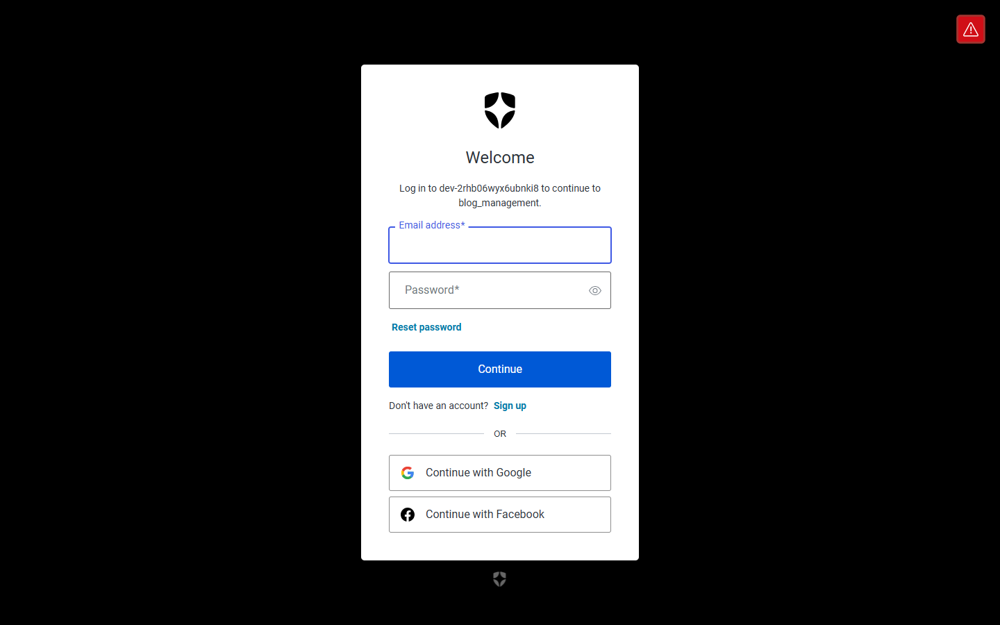 Welcome
Log in to dev-2rhb06wyx6ubnki8 to continue to
blog_management.
Email address*
Password*
Reset password
Continue
Don't have an account? Sign up
OR
Continue with Google
Continue with Facebook